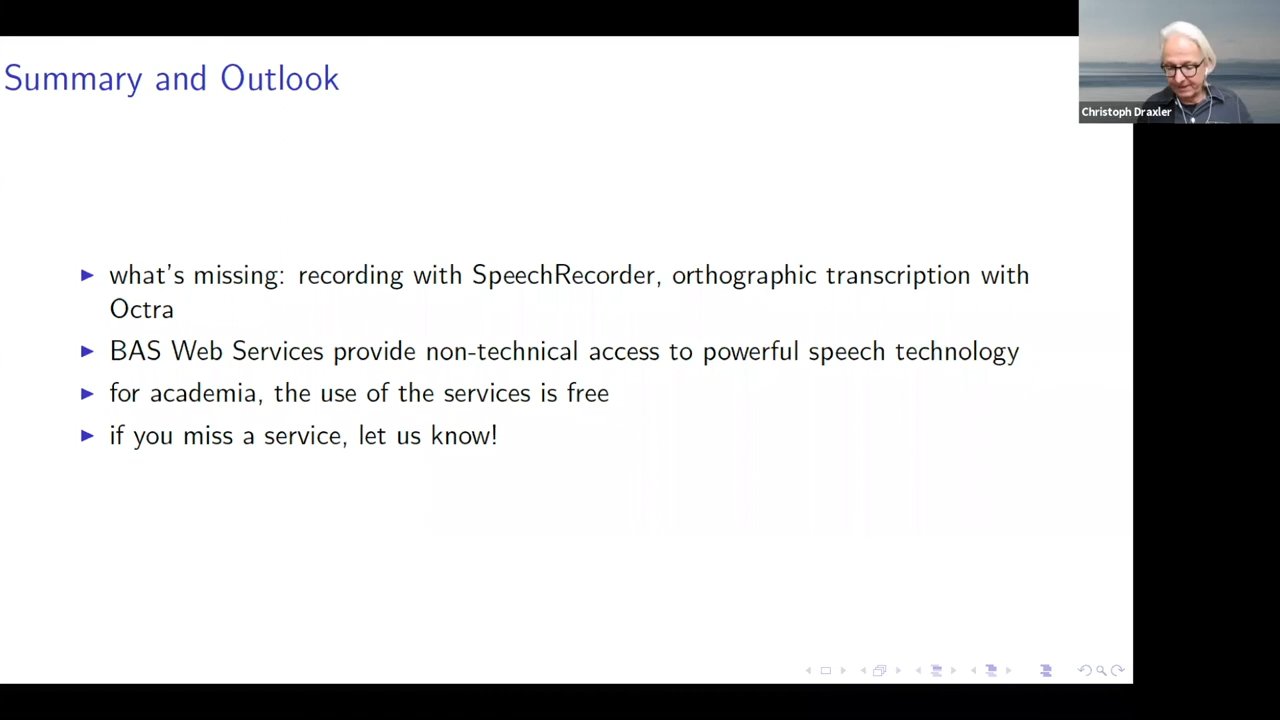 Summary and Outlook
Christoph Draxler
what's missing: recording with SpeechRecorder, orthographic transcription with
Octra
BAS Web Services provide non-technical access to powerful speech technology
for academia, the use of the services is free
if you miss a service, let us know!